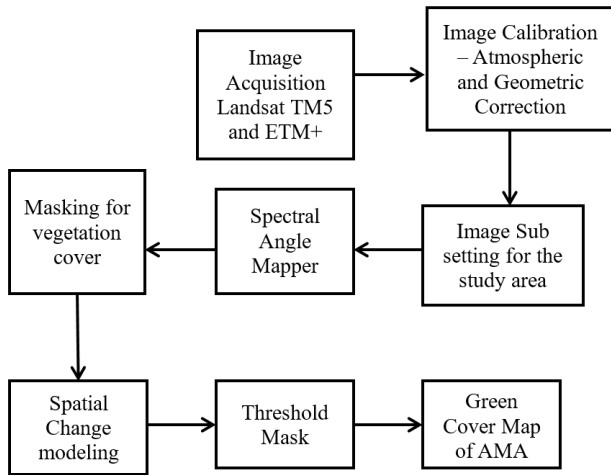 Image
Acquisition
Landsat TM5
and ETM+
Image Calibration
– Atmospheric
and Geometric
Correction
Image Sub
setting for the
study area
Spectral
Angle
Mapper
Masking for
vegetation
cover
Spatial
Change
modeling
Threshold
Mask
Green
Cover Map
of AMA